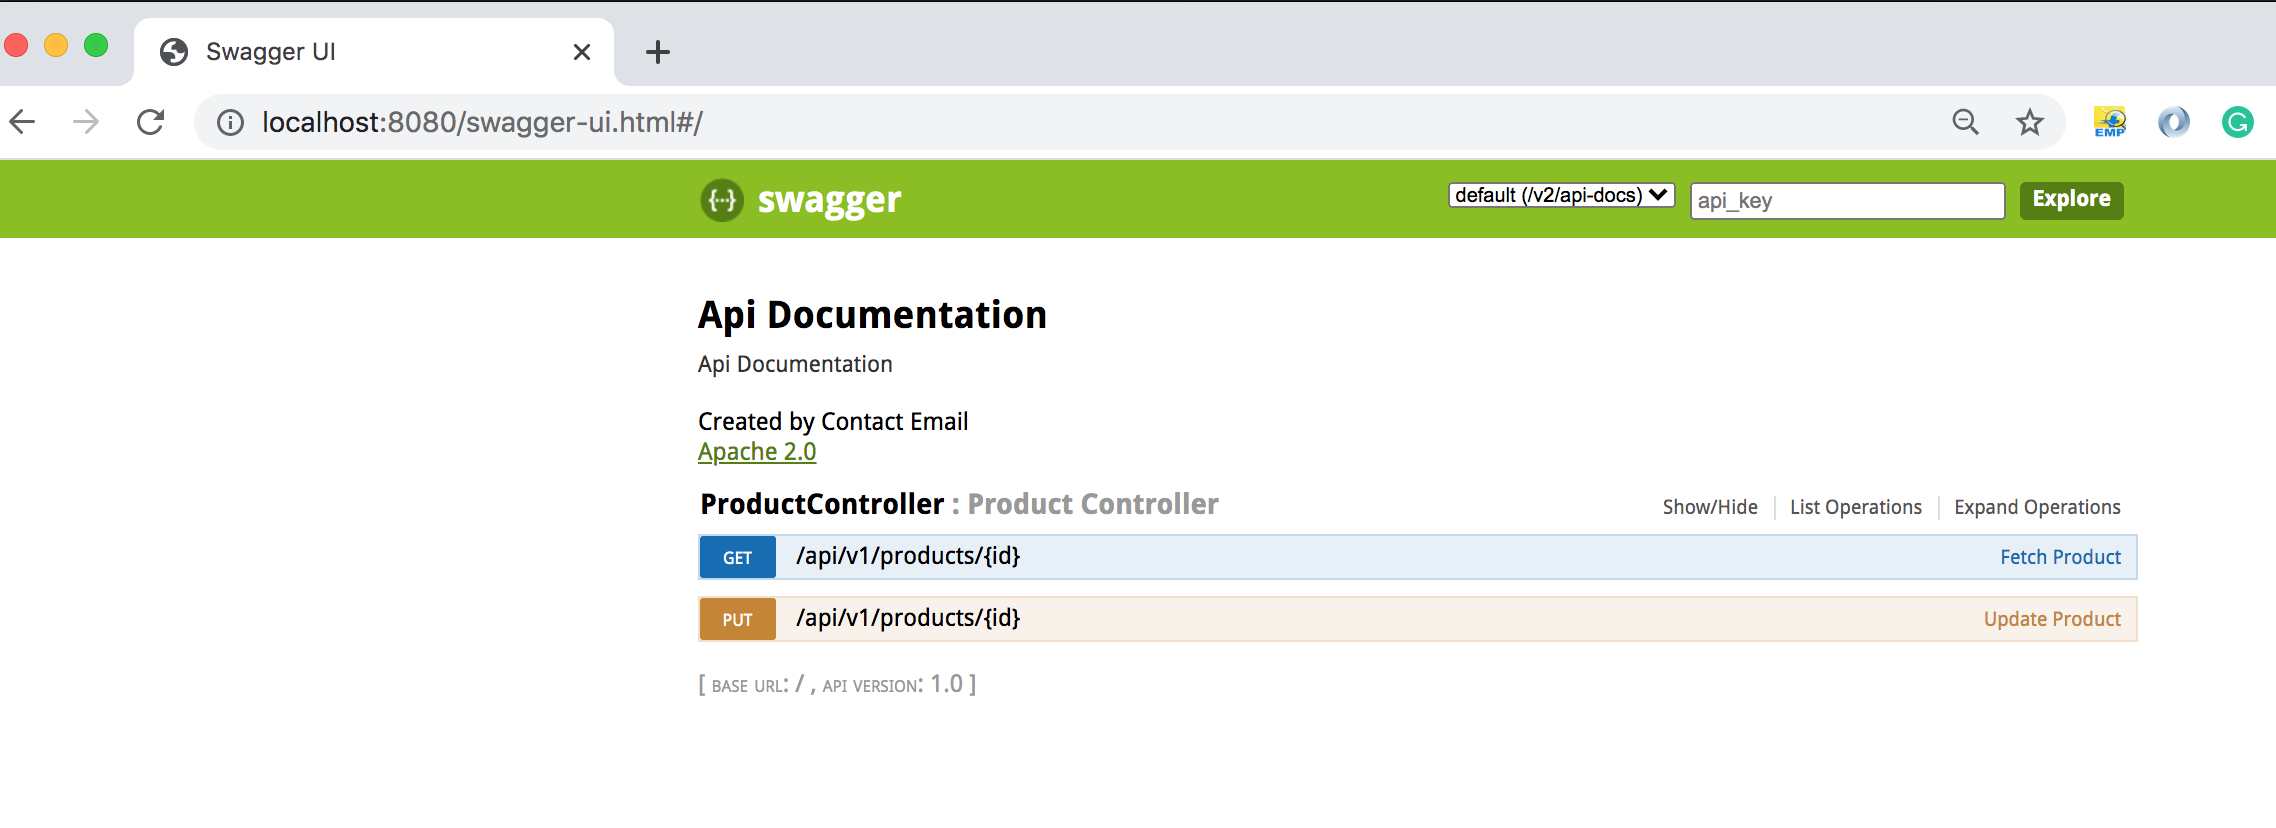 Swagger UI
localhost:8080/swagger-ui.html#/
EMP
G
{···} swagger
default (/v2/api-docs)
api_key
Explore
Api Documentation
Api Documentation
Created by Contact Email
Apache 2.0
ProductController : Product Controller
Show/Hide
List Operations
Expand Operations
GET /api/v1/products/{id} Fetch Product
PUT /api/v1/products/{id} Update Product
[ BASE URL: / , API VERSION: 1.0 ]